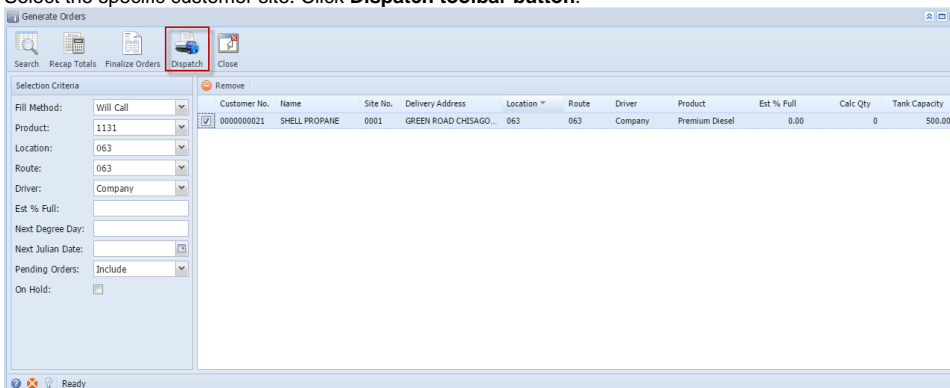 Select the specific customer site. Click Dispatch toolbar button.
Generate Orders
Search Recap Totals Finalize Orders Dispatch Close
Selection Criteria
Fill Method: Will Call
Product: 1131
Location: 063
Route: 063
Driver: Company
Est % Full:
Next Degree Day:
Next Julian Date:
Pending Orders: Include
On Hold:
Remove
Customer No. Name Site No. Delivery Address Location Route Driver Product Est % Full Calc Qty Tank Capacity
0000000021 SHELL PROPANE 0001 GREEN ROAD CHISAGO... 063 063 Company Premium Diesel 0.00 0 500.00
Ready